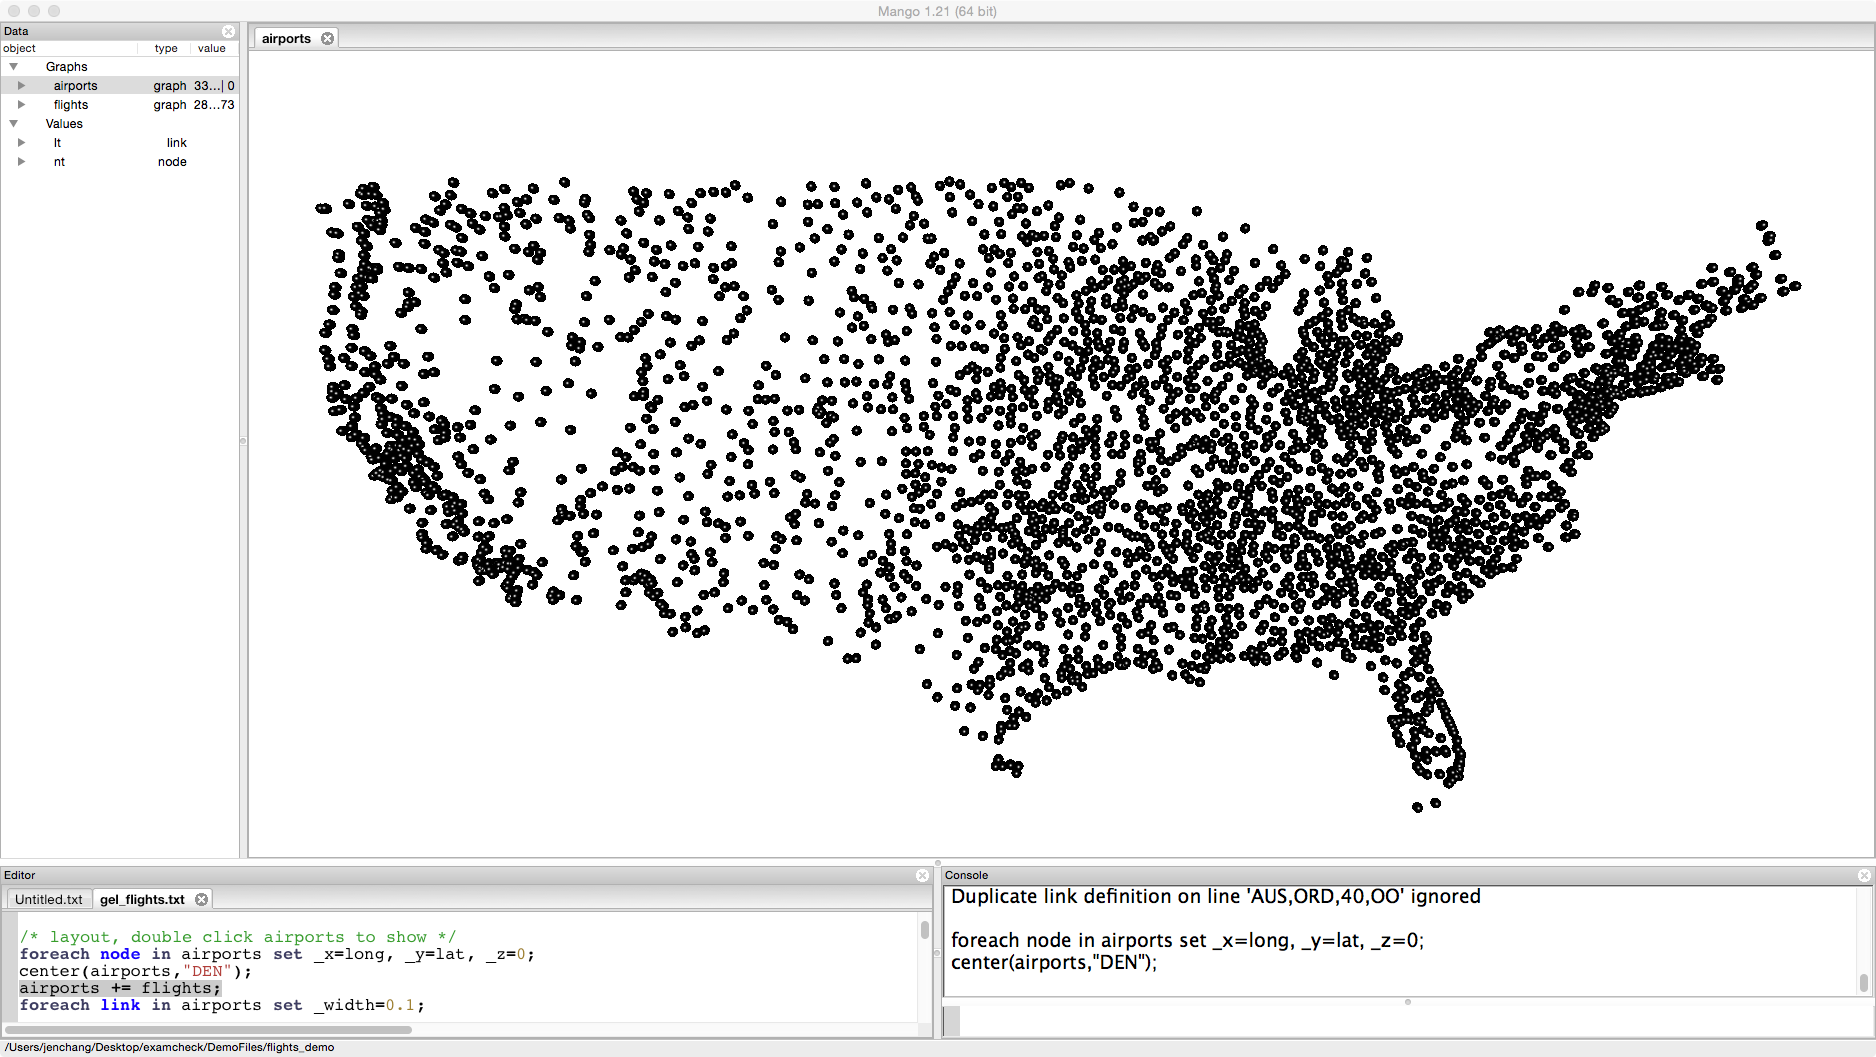 Mango 1.21 (64 bit)
Data
object type value
Graphs
airports graph 33...| 0
flights graph 28...73
Values
lt link
nt node
airports
Editor
Untitled.txt gel_flights.txt
/* layout, double click airports to show */
foreach node in airports set _x=long, _y=lat, _z=0;
center(airports,"DEN");
airports += flights;
foreach link in airports set _width=0.1;
Console
Duplicate link definition on line 'AUS,ORD,40,OO' ignored
foreach node in airports set _x=long, _y=lat, _z=0;
center(airports,"DEN");
/Users/jenchang/Desktop/examcheck/DemoFiles/flights_demo